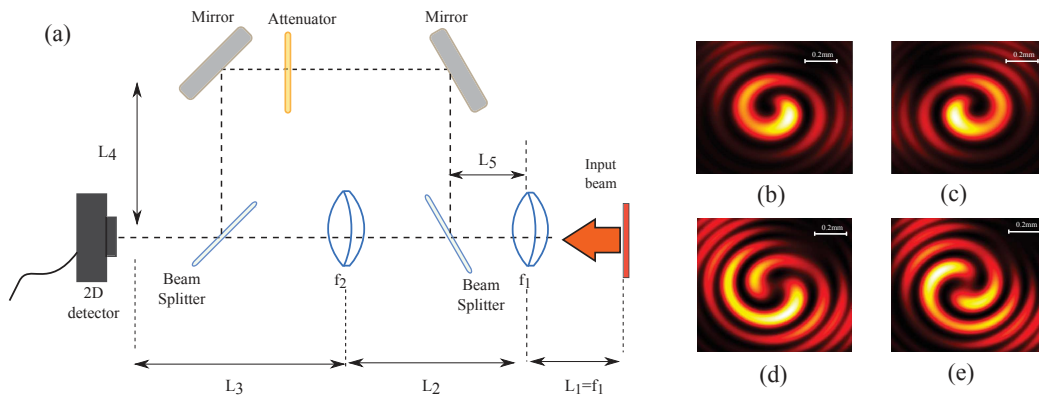 (a)
Mirror
Attenuator
Mirror
L4
L5
Input
beam
2D
detector
Beam
Splitter
f2
Beam
Splitter
f1
L3
L2
L1=f1
0.2mm
(b)
0.2mm
(c)
0.2mm
(d)
0.2mm
(e)